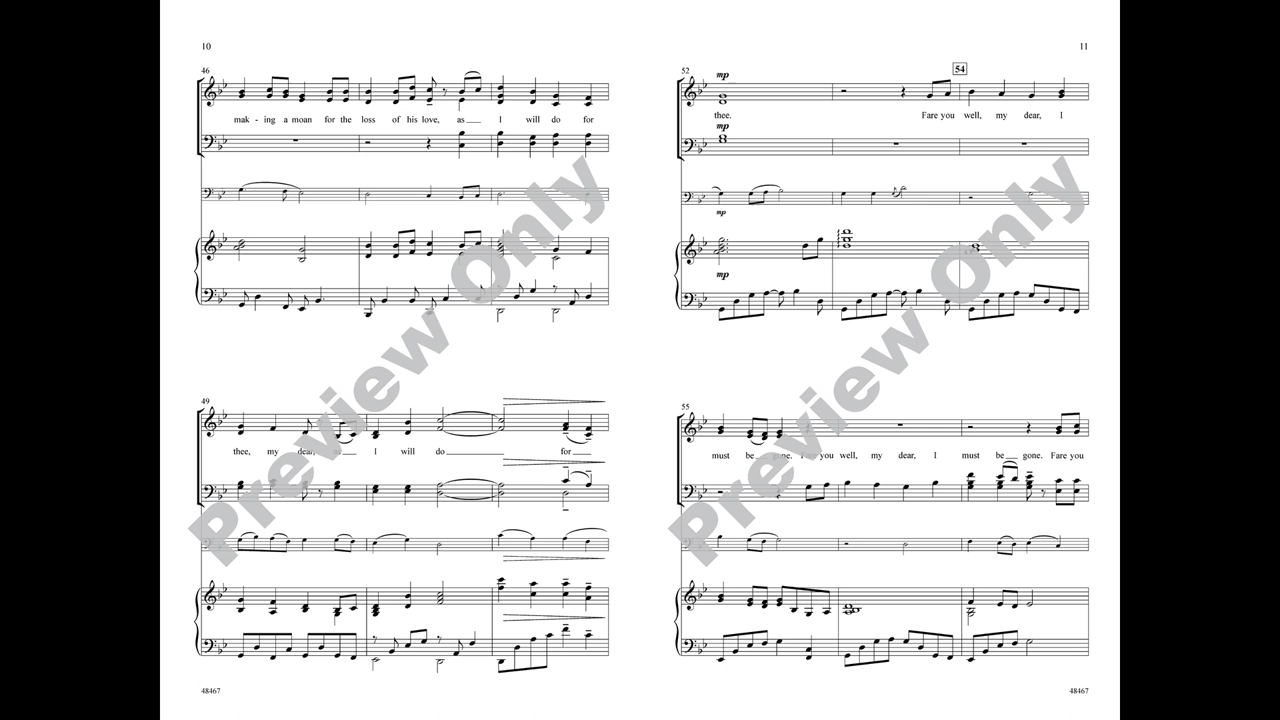 10
46
mak - ing a moan for the loss of his love, as I will do for
49
thee, my dear, as I will do for
48467
Preview Only
11
52
54
mp
thee. Fare you well, my dear, I
mp
mp
mp
55
must be gone. Fare you well, my dear, I must be gone. Fare you
48467
Preview Only